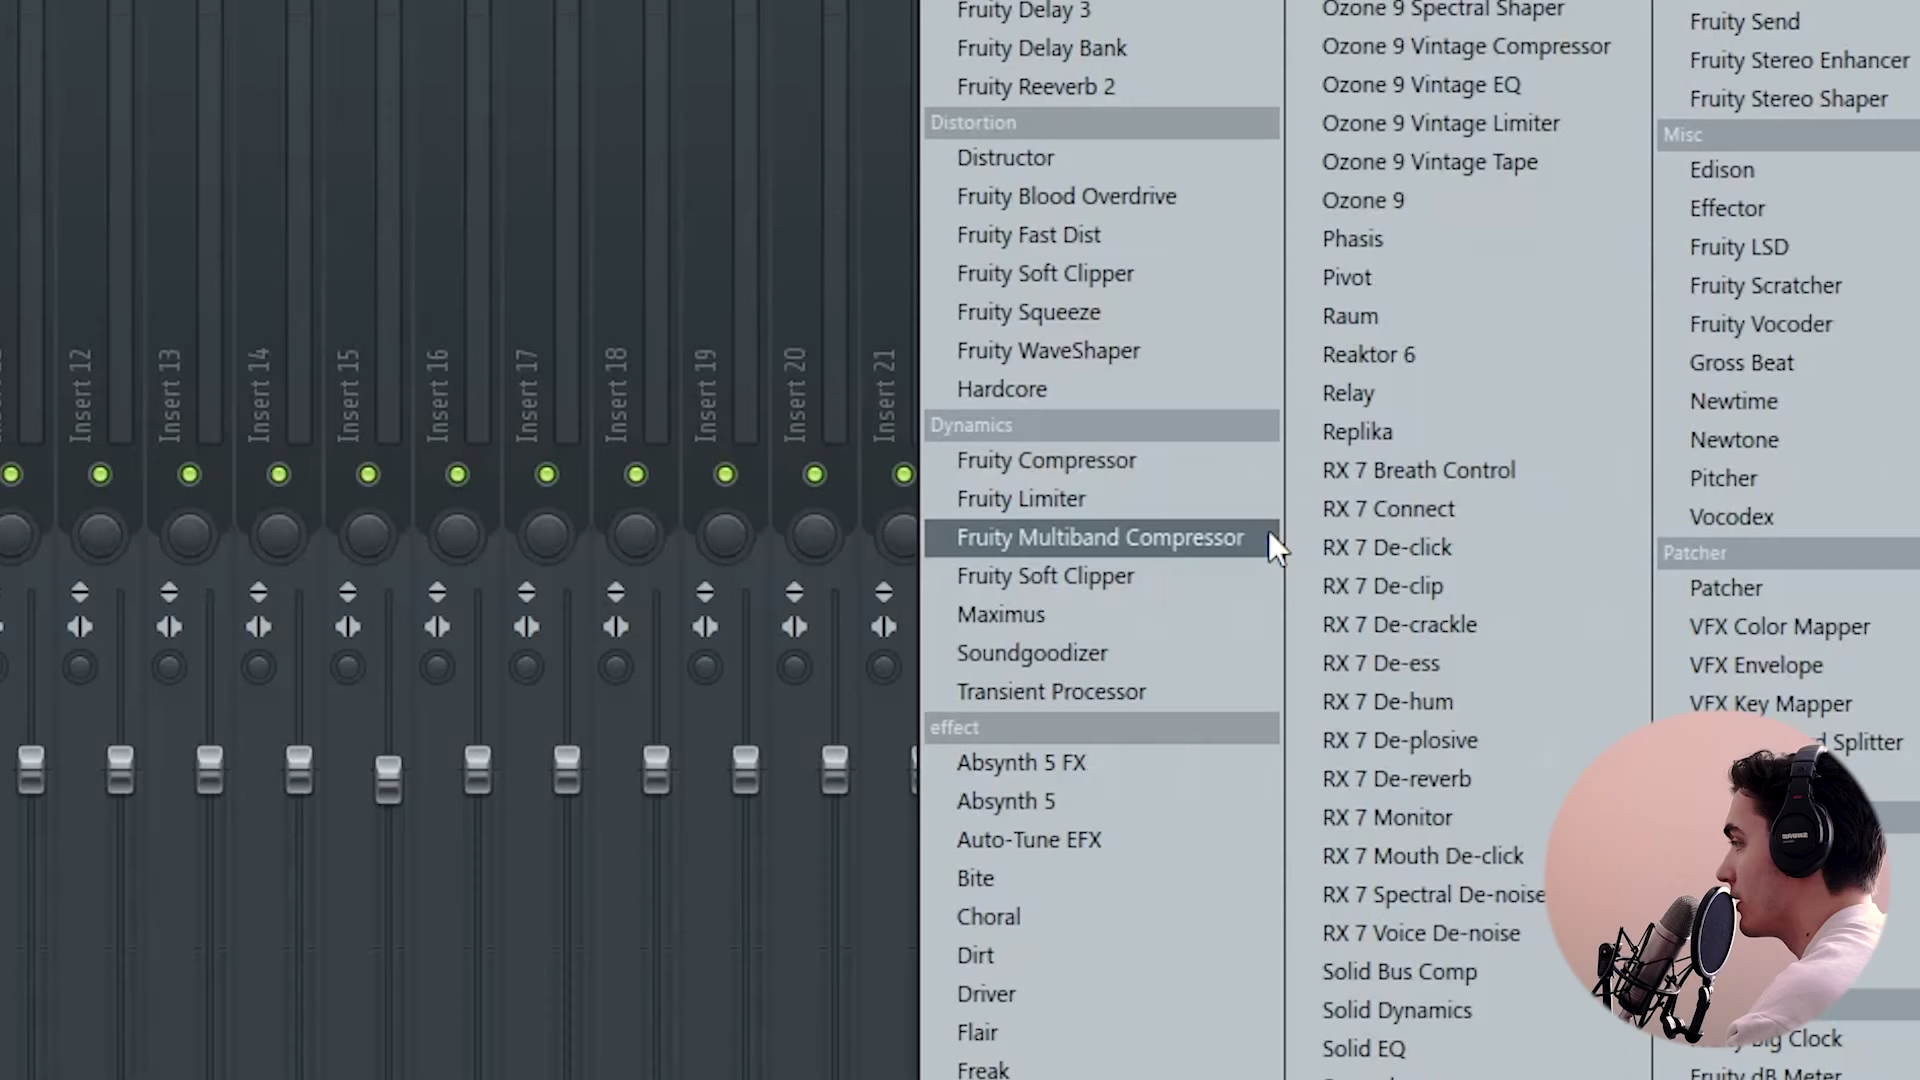 Insert 12
Insert 13
Insert 14
Insert 15
Insert 16
Insert 17
Insert 18
Insert 19
Insert 20
Insert 21
Fruity Delay 3
Fruity Delay Bank
Fruity Reeverb 2
Distortion
Distructor
Fruity Blood Overdrive
Fruity Fast Dist
Fruity Soft Clipper
Fruity Squeeze
Fruity WaveShaper
Hardcore
Dynamics
Fruity Compressor
Fruity Limiter
Fruity Multiband Compressor
Fruity Soft Clipper
Maximus
Soundgoodizer
Transient Processor
effect
Absynth 5 FX
Absynth 5
Auto-Tune EFX
Bite
Choral
Dirt
Driver
Flair
Freak
Ozone 9 Spectral Shaper
Ozone 9 Vintage Compressor
Ozone 9 Vintage EQ
Ozone 9 Vintage Limiter
Ozone 9 Vintage Tape
Ozone 9
Phasis
Pivot
Raum
Reaktor 6
Relay
Replika
RX 7 Breath Control
RX 7 Connect
RX 7 De-click
RX 7 De-clip
RX 7 De-crackle
RX 7 De-ess
RX 7 De-hum
RX 7 De-plosive
RX 7 De-reverb
RX 7 Monitor
RX 7 Mouth De-click
RX 7 Spectral De-noise
RX 7 Voice De-noise
Solid Bus Comp
Solid Dynamics
Solid EQ
Fruity Send
Fruity Stereo Enhancer
Fruity Stereo Shaper
Misc
Edison
Effector
Fruity LSD
Fruity Scratcher
Fruity Vocoder
Gross Beat
Newtime
Newtone
Pitcher
Vocodex
Patcher
Patcher
VFX Color Mapper
VFX Envelope
VFX Key Mapper
Splitter
Big Clock
Fruity dB Meter